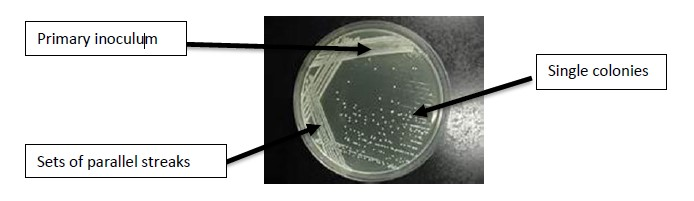 Primary inoculum
Single colonies
Sets of parallel streaks